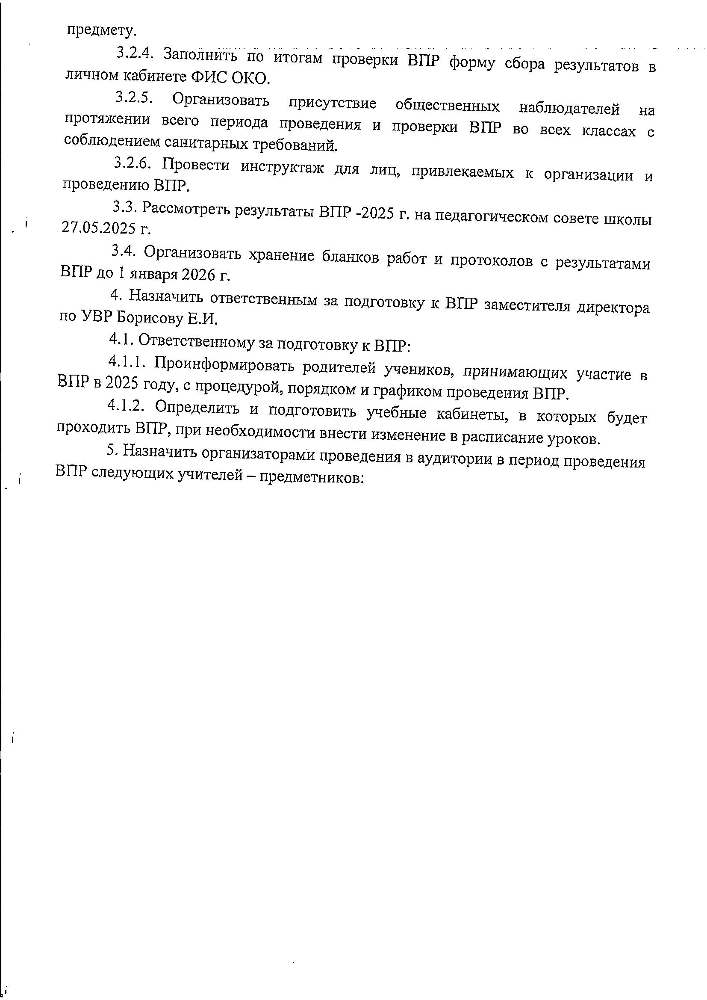 предмету.
3.2.4. Заполнить по итогам проверки ВПР форму сбора результатов в
личном кабинете ФИС ОКО.
3.2.5. Организовать присутствие общественных наблюдателей на
протяжении всего периода проведения и проверки ВПР во всех классах с
соблюдением санитарных требований.
3.2.6. Провести инструктаж для лиц, привлекаемых к организации и
проведению ВПР.
3.3. Рассмотреть результаты ВПР -2025 г. на педагогическом совете школы
27.05.2025 г.
3.4. Организовать хранение бланков работ и протоколов с результатами
ВПР до 1 января 2026 г.
4. Назначить ответственным за подготовку к ВПР заместителя директора
по УВР Борисову Е.И.
4.1. Ответственному за подготовку к ВПР:
4.1.1. Проинформировать родителей учеников, принимающих участие в
ВПР в 2025 году, с процедурой, порядком и графиком проведения ВПР.
4.1.2. Определить и подготовить учебные кабинеты, в которых будет
проходить ВПР, при необходимости внести изменение в расписание уроков.
5. Назначить организаторами проведения в аудитории в период проведения
ВПР следующих учителей – предметников: